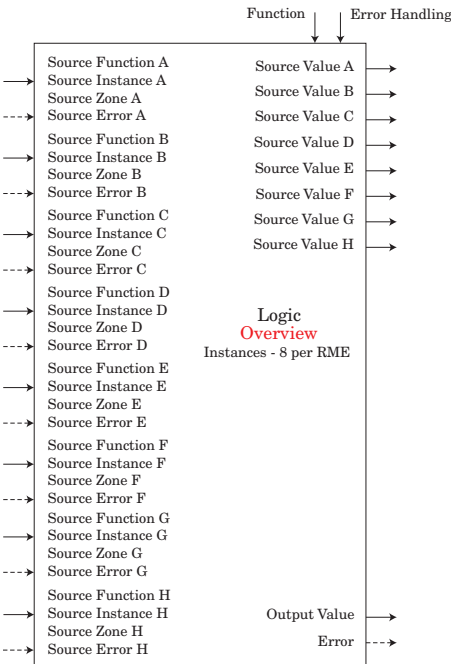 Function
Error Handling
Source Function A
Source Instance A
Source Zone A
Source Error A
Source Function B
Source Instance B
Source Zone B
Source Error B
Source Function C
Source Instance C
Source Zone C
Source Error C
Source Function D
Source Instance D
Source Zone D
Source Error D
Source Function E
Source Instance E
Source Zone E
Source Error E
Source Function F
Source Instance F
Source Zone F
Source Error F
Source Function G
Source Instance G
Source Zone G
Source Error G
Source Function H
Source Instance H
Source Zone H
Source Error H
Source Value A
Source Value B
Source Value C
Source Value D
Source Value E
Source Value F
Source Value G
Source Value H
Logic
Overview
Instances - 8 per RME
Output Value
Error